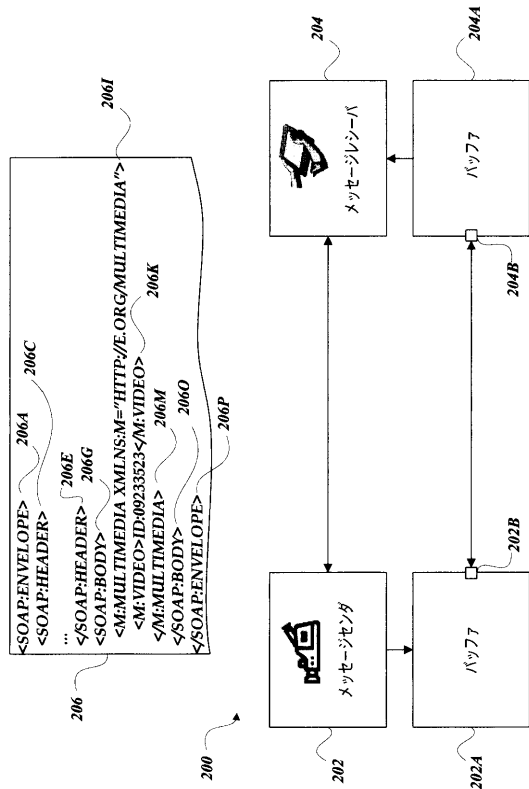 <SOAP:ENVELOPE> 206A
<SOAP:HEADER> 206C
... 206E
</SOAP:HEADER>
<SOAP:BODY> 206G
<M:MULTIMEDIA XMLNS:M="HTTP://E.ORG/MULTIMEDIA"> 206I
<M:VIDEO>ID:09233523</M:VIDEO> 206K
</M:MULTIMEDIA> 206M
</SOAP:BODY> 206O
</SOAP:ENVELOPE> 206P
206
200
メッセージセンダ
202
メッセージレシーバ
204
バッファ
202A
202B
バッファ
204A
204B